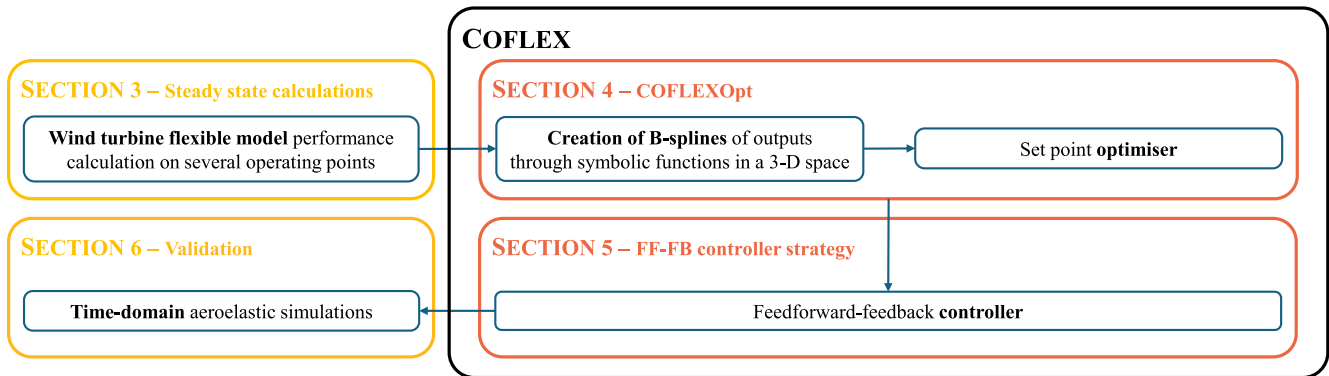 COFLEX
SECTION 3 – Steady state calculations
Wind turbine flexible model performance
calculation on several operating points
SECTION 4 – COFLEXOpt
Creation of B-splines of outputs
through symbolic functions in a 3-D space
Set point optimiser
SECTION 6 – Validation
Time-domain aeroelastic simulations
SECTION 5 – FF-FB controller strategy
Feedforward-feedback controller